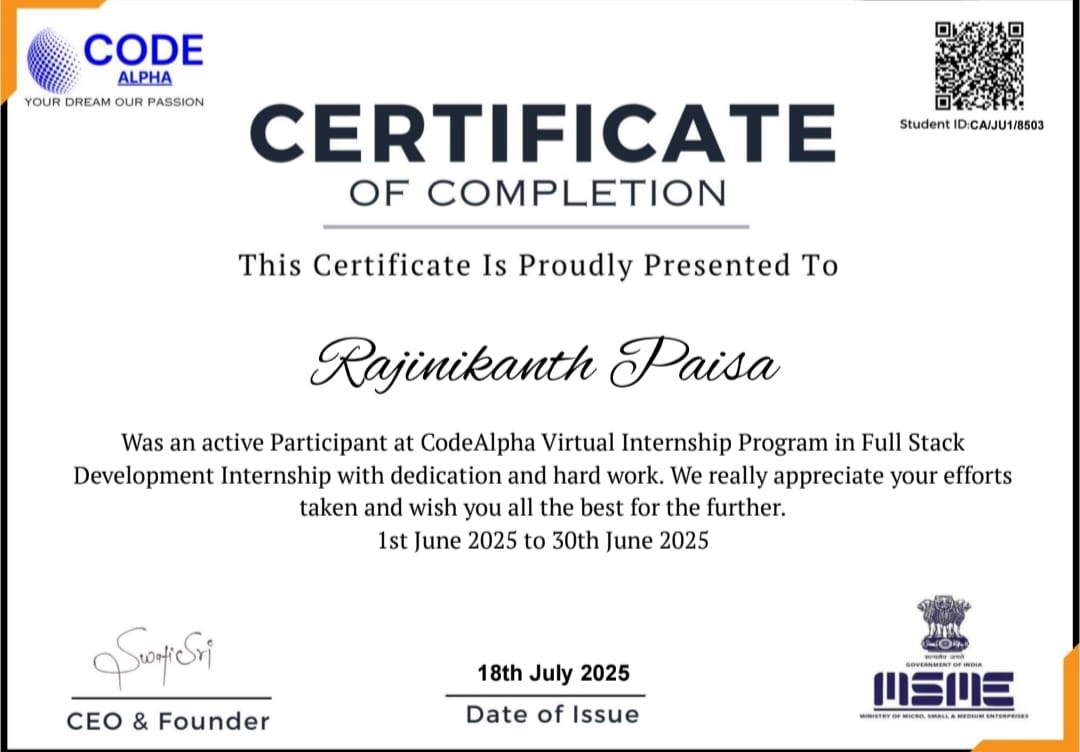 CODE
ALPHA
YOUR DREAM OUR PASSION
Student ID:CA/JU1/8503
CERTIFICATE
OF COMPLETION
This Certificate Is Proudly Presented To
Rajinikanth Paisa
Was an active Participant at CodeAlpha Virtual Internship Program in Full Stack
Development Internship with dedication and hard work. We really appreciate your efforts
taken and wish you all the best for the further.
1st June 2025 to 30th June 2025
SwatiSri
CEO & Founder
18th July 2025
Date of Issue
सत्यमेव जयते
GOVERNMENT OF INDIA
MSME
MINISTRY OF MICRO, SMALL & MEDIUM ENTERPRISES